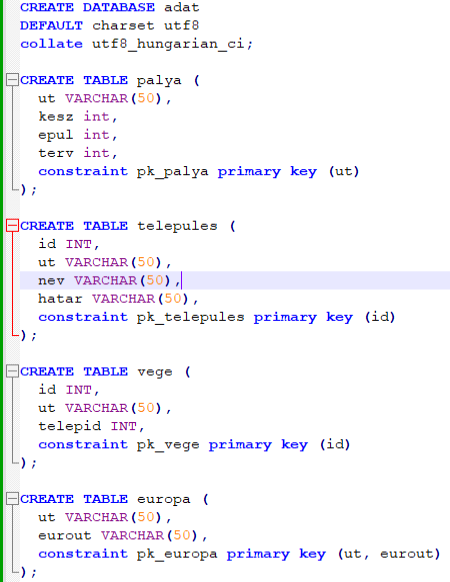 CREATE DATABASE adat
DEFAULT charset utf8
collate utf8_hungarian_ci;
CREATE TABLE palya (
ut VARCHAR(50),
kesz int,
epul int,
terv int,
constraint pk_palya primary key (ut)
);
CREATE TABLE telepules (
id INT,
ut VARCHAR(50),
nev VARCHAR(50),
hatar VARCHAR(50),
constraint pk_telepules primary key (id)
);
CREATE TABLE vege (
id INT,
ut VARCHAR(50),
telepid INT,
constraint pk_vege primary key (id)
);
CREATE TABLE europa (
ut VARCHAR(50),
eurout VARCHAR(50),
constraint pk_europa primary key (ut, eurout)
);